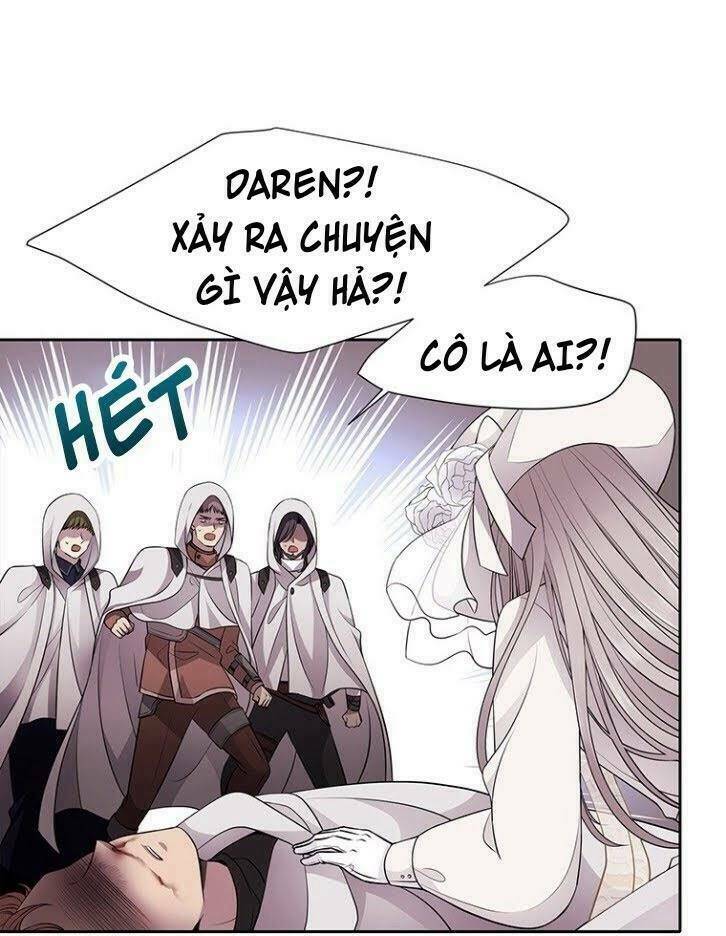 DAREN?!
XẢY RA CHUYỆN
GÌ VẬY HẢ?!
CÔ LÀ AI?!
HÉT